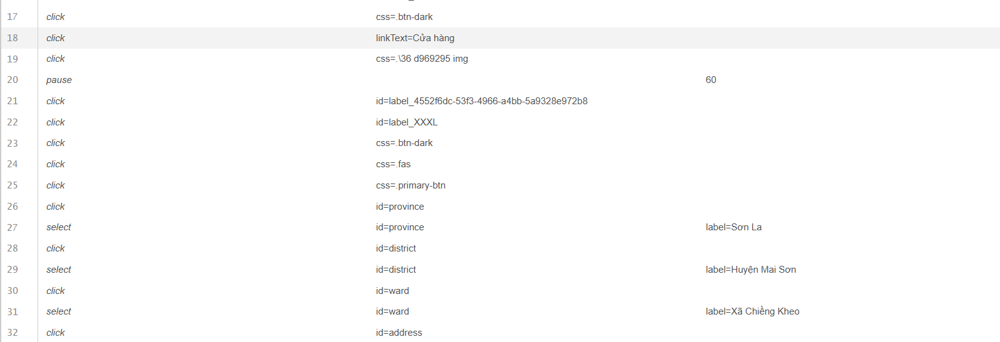 17 click css=.btn-dark
18 click linkText=Cửa hàng
19 click css=.\36 d969295 img
20 pause 60
21 click id=label_4552f6dc-53f3-4966-a4bb-5a9328e972b8
22 click id=label_XXXL
23 click css=.btn-dark
24 click css=.fas
25 click css=.primary-btn
26 click id=province
27 select id=province label=Sơn La
28 click id=district
29 select id=district label=Huyện Mai Sơn
30 click id=ward
31 select id=ward label=Xã Chiềng Kheo
32 click id=address